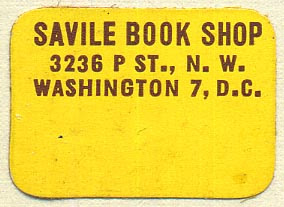 SAVILE BOOK SHOP
3236 P ST., N. W.
WASHINGTON 7, D.C.